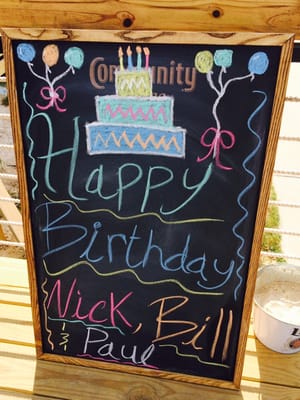 Community
Happy
Birthday
Nick, Bill
& Paul